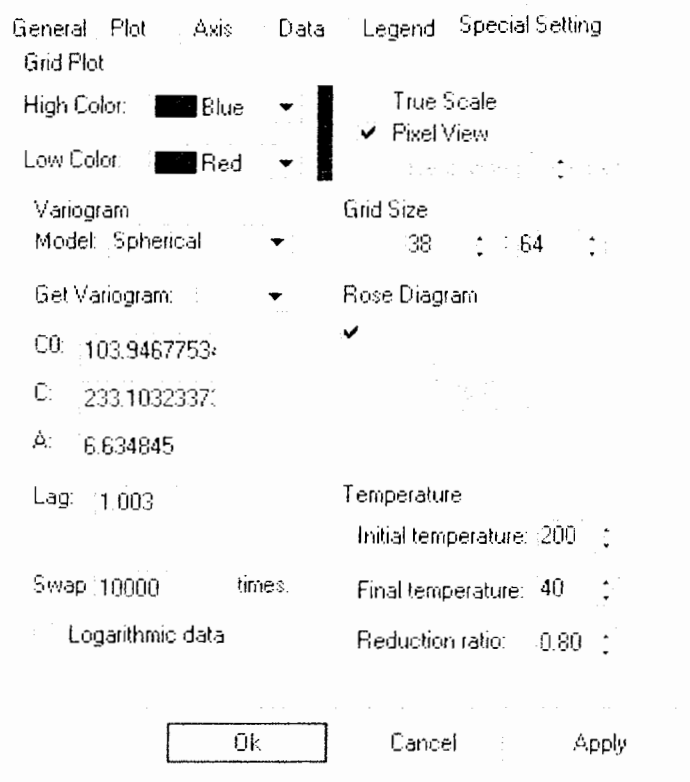 General Plot Axis Data Legend Special Setting
Grid Plot
High Color: Blue
True Scale
Pixel View
Low Color: Red
Variogram
Model: Spherical
Grid Size
38 : 64
Get Variogram:
Rose Diagram
C0: 103.9467753
C: 233.1032337
A: 6.634845
Lag: 1.003
Temperature
Initial temperature: 200
Swap 10000 times.
Final temperature: 40
Logarithmic data
Reduction ratio: 0.80
Ok Cancel Apply